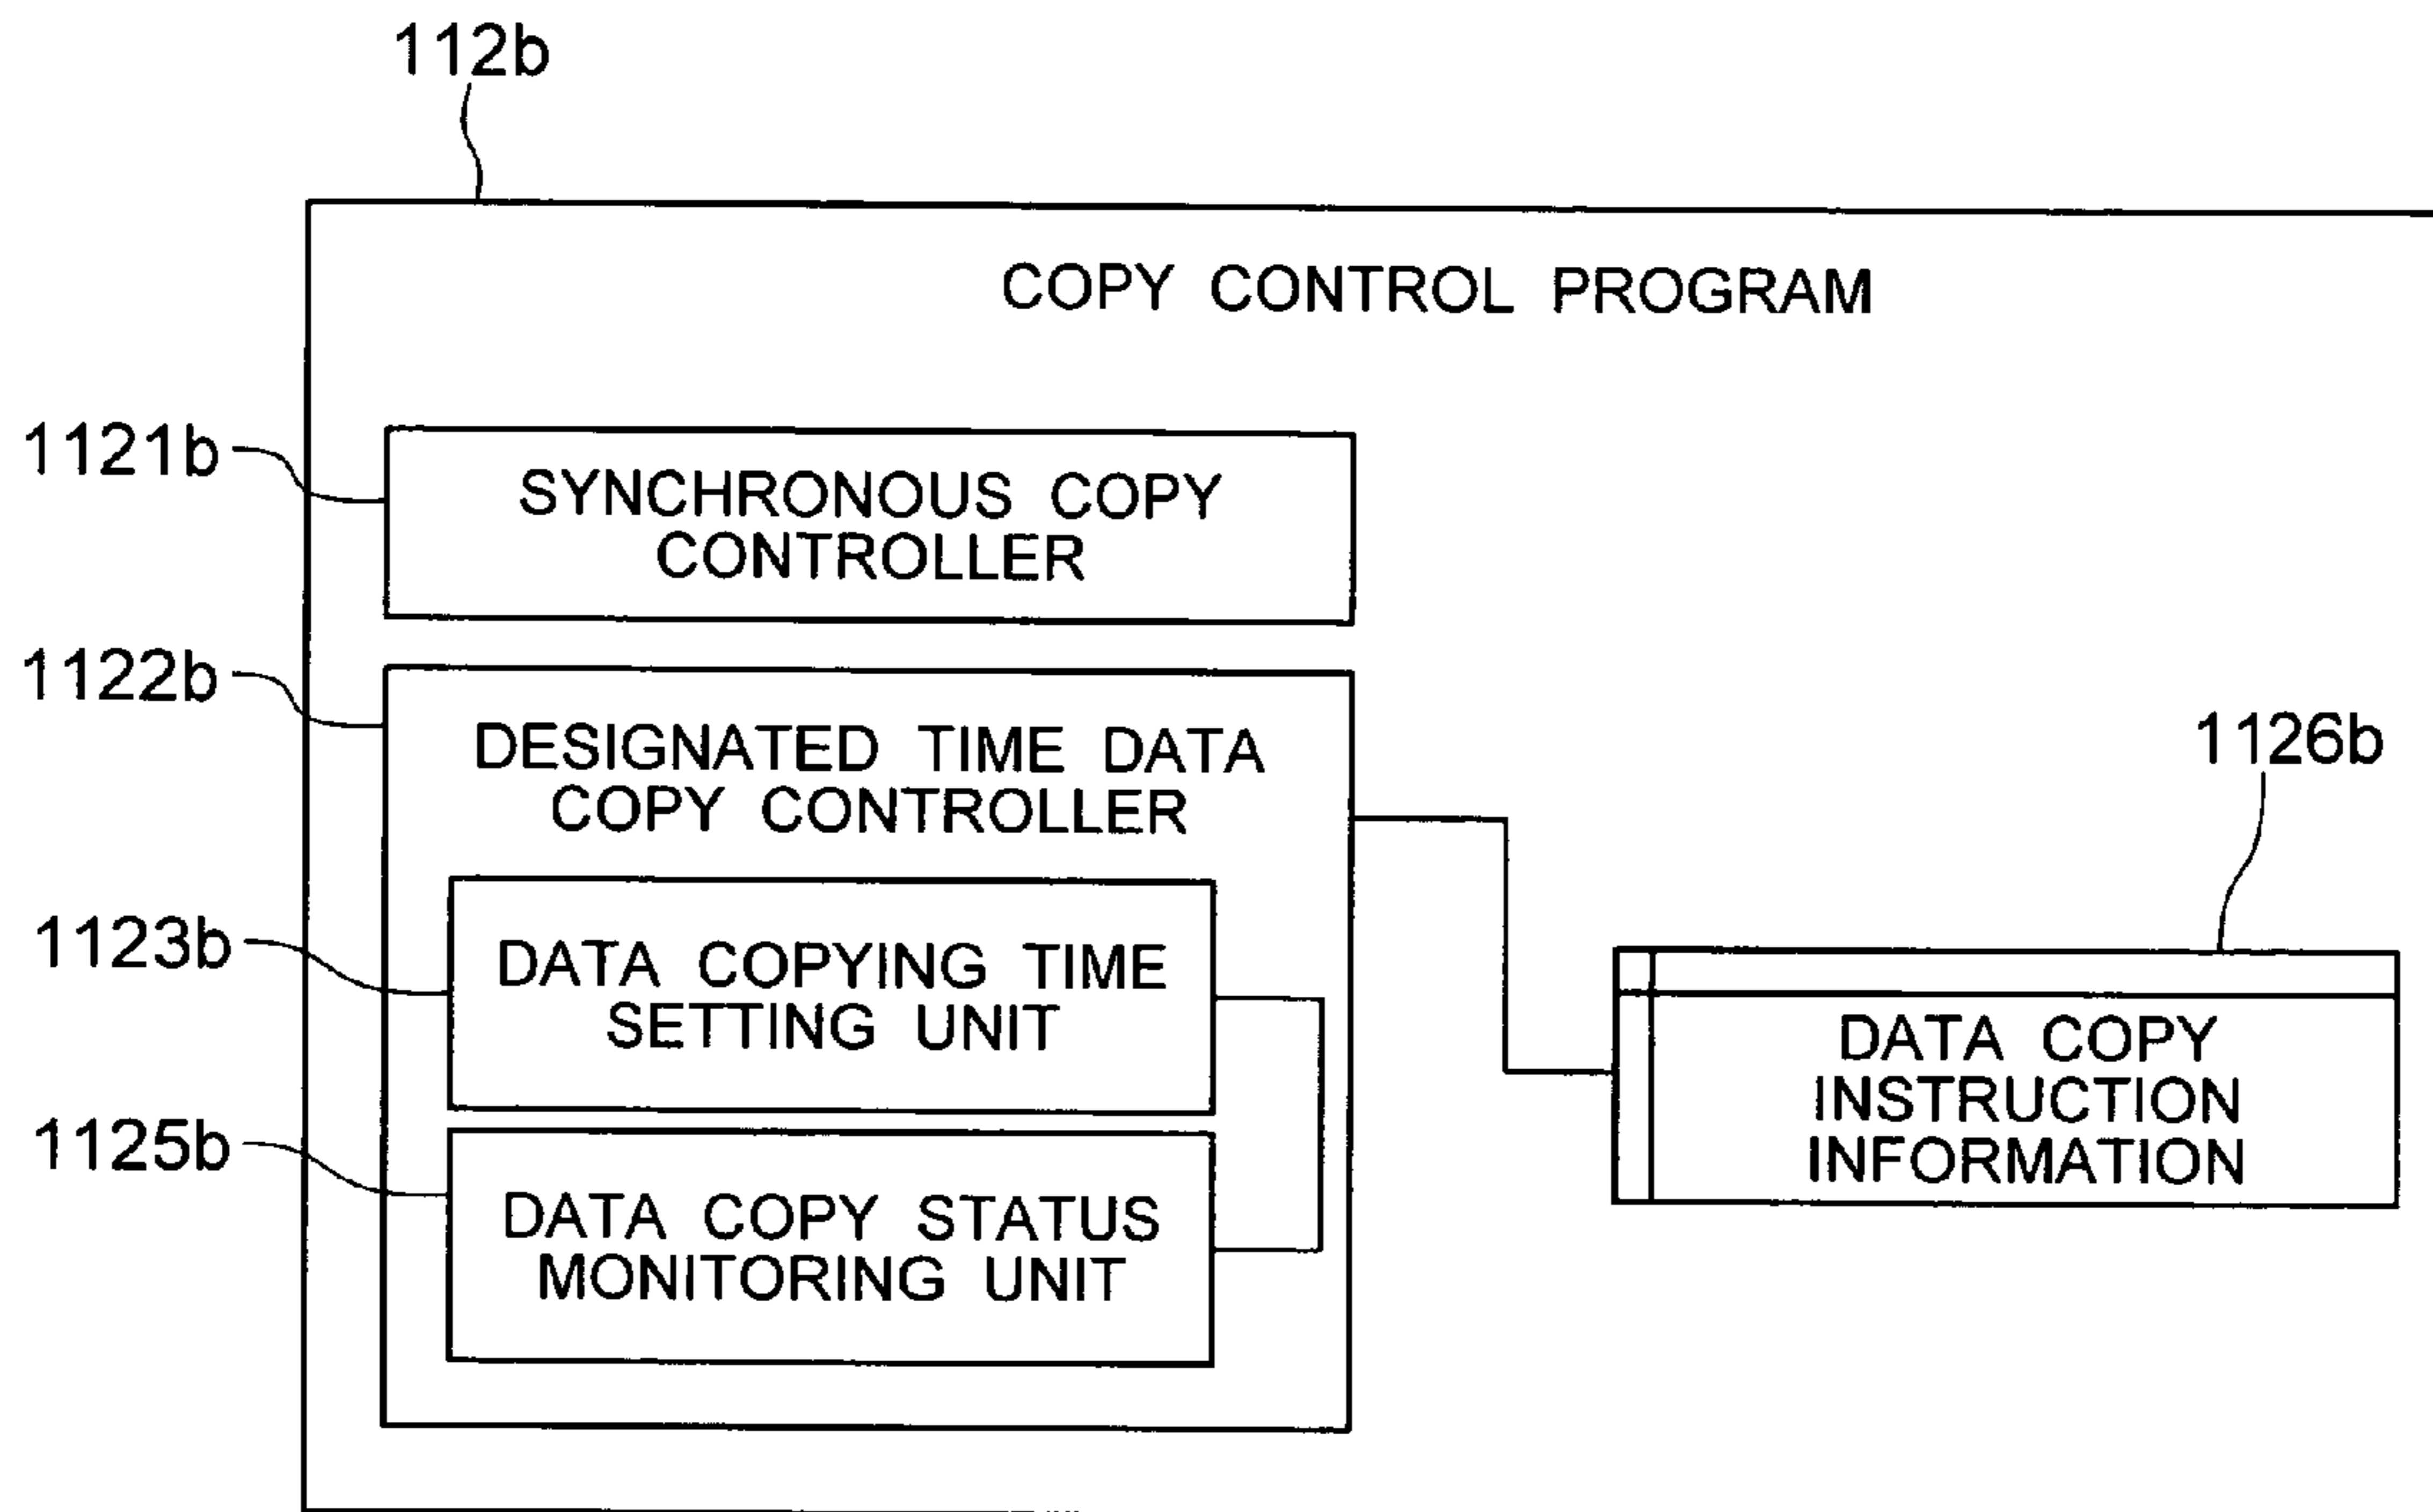 112b
COPY CONTROL PROGRAM
1121b
SYNCHRONOUS COPY
CONTROLLER
1122b
DESIGNATED TIME DATA
COPY CONTROLLER
1126b
1123b
DATA COPYING TIME
SETTING UNIT
DATA COPY
INSTRUCTION
INFORMATION
1125b
DATA COPY STATUS
MONITORING UNIT